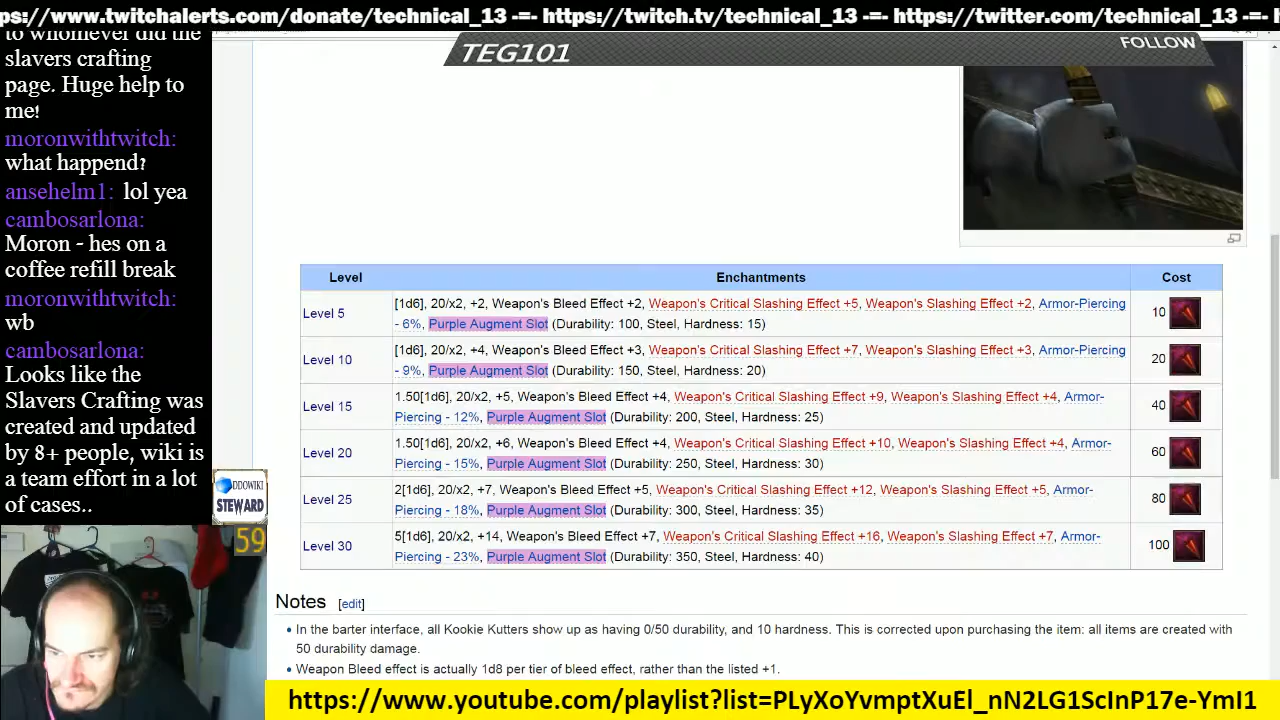 ps://www.twitchalerts.com/donate/technical_13 -=- https://twitch.tv/technical_13 -=- https://twitter.com/technical_13 -=- h
to whomever did the
slavers crafting
page. Huge help to
me!
moronwithtwitch:
what happend?
ansehelm1: lol yea
cambosarlona:
Moron - hes on a
coffee refill break
moronwithtwitch:
wb
cambosarlona:
Looks like the
Slavers Crafting was
created and updated
by 8+ people, wiki is
a team effort in a lot
of cases..
DDOWIKI
STEWARD
59
TEG101
FOLLOW
Level Enchantments Cost
Level 5
[1d6], 20/x2, +2, Weapon's Bleed Effect +2, Weapon's Critical Slashing Effect +5, Weapon's Slashing Effect +2, Armor-Piercing
- 6%, Purple Augment Slot (Durability: 100, Steel, Hardness: 15)
10
Level 10
[1d6], 20/x2, +4, Weapon's Bleed Effect +3, Weapon's Critical Slashing Effect +7, Weapon's Slashing Effect +3, Armor-Piercing
- 9%, Purple Augment Slot (Durability: 150, Steel, Hardness: 20)
20
Level 15
1.50[1d6], 20/x2, +5, Weapon's Bleed Effect +4, Weapon's Critical Slashing Effect +9, Weapon's Slashing Effect +4, Armor-
Piercing - 12%, Purple Augment Slot (Durability: 200, Steel, Hardness: 25)
40
Level 20
1.50[1d6], 20/x2, +6, Weapon's Bleed Effect +4, Weapon's Critical Slashing Effect +10, Weapon's Slashing Effect +4, Armor-
Piercing - 15%, Purple Augment Slot (Durability: 250, Steel, Hardness: 30)
60
Level 25
2[1d6], 20/x2, +7, Weapon's Bleed Effect +5, Weapon's Critical Slashing Effect +12, Weapon's Slashing Effect +5, Armor-
Piercing - 18%, Purple Augment Slot (Durability: 300, Steel, Hardness: 35)
80
Level 30
5[1d6], 20/x2, +14, Weapon's Bleed Effect +7, Weapon's Critical Slashing Effect +16, Weapon's Slashing Effect +7, Armor-
Piercing - 23%, Purple Augment Slot (Durability: 350, Steel, Hardness: 40)
100
Notes [edit]
In the barter interface, all Kookie Kutters show up as having 0/50 durability, and 10 hardness. This is corrected upon purchasing the item: all items are created with
50 durability damage.
Weapon Bleed effect is actually 1d8 per tier of bleed effect, rather than the listed +1.
https://www.youtube.com/playlist?list=PLyXoYvmptXuEl_nN2LG1ScInP17e-YmI1